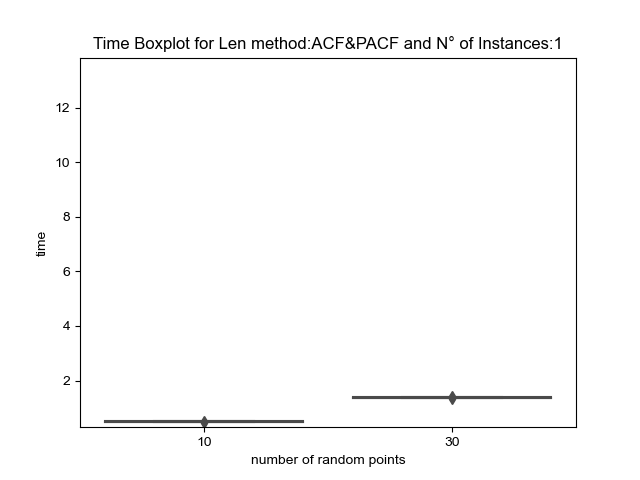 Time Boxplot for Len method:ACF&PACF and N° of Instances:1
12
10
8
6
4
2
time
10 30
number of random points